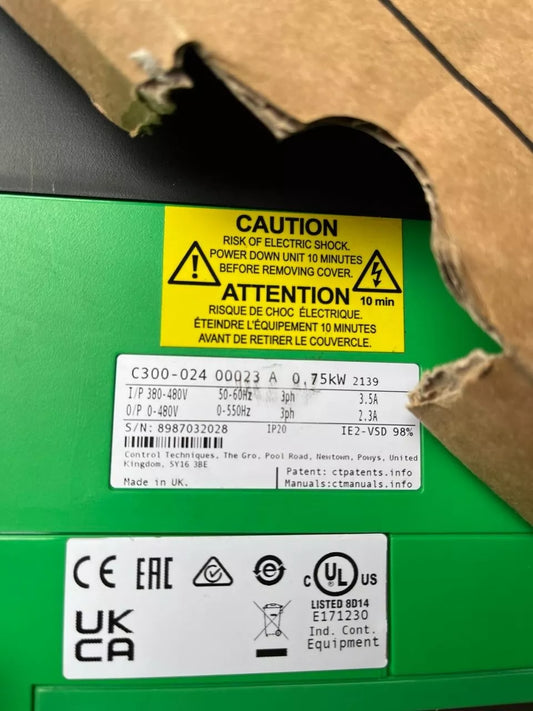 CAUTION
RISK OF ELECTRIC SHOCK.
POWER DOWN UNIT 10 MINUTES
BEFORE REMOVING COVER.
ATTENTION
10 min
RISQUE DE CHOC ÉLECTRIQUE.
ÉTEINDRE L'ÉQUIPEMENT 10 MINUTES
AVANT DE RETIRER LE COUVERCLE.
C300-024 00023 A 0,75kW 2139
I/P 380-480V 50-60Hz 3ph 3.5A
O/P 0-480V 0-550Hz 3ph 2.3A
S/N: 8987032028 IP20 IE2-VSD 98%
Control Techniques, The Gro, Pool Road, Newtown, Powys, United
Kingdom, SY16 3BE
Patent: ctpatents.info
Made in UK. Manuals:ctmanuals.info
CE EAC C UL US
LISTED 8D14
E171230
UK
CA
Ind. Cont.
Equipment